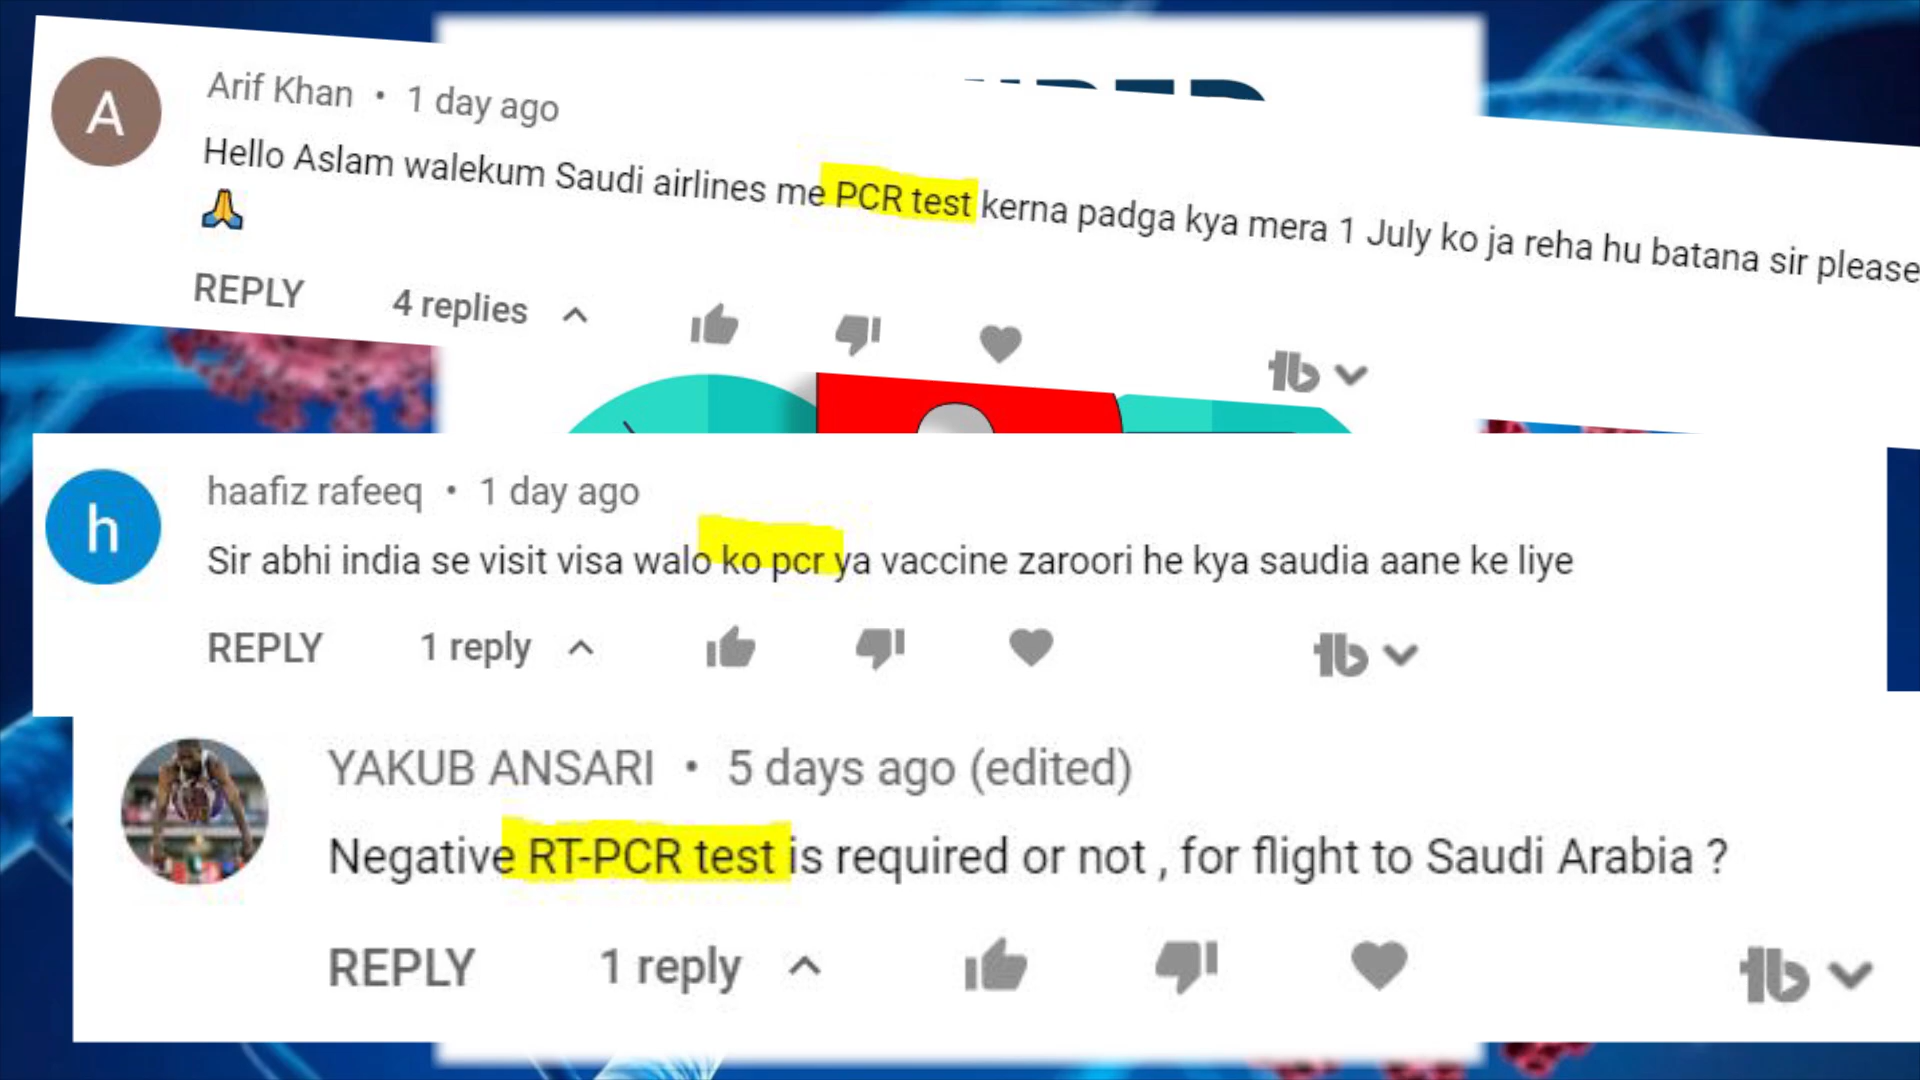 Arif Khan • 1 day ago
Hello Aslam walekum Saudi airlines me PCR test kerna padga kya mera 1 July ko ja reha hu batana sir please
🙏
REPLY 4 replies
haafiz rafeeq • 1 day ago
Sir abhi india se visit visa walo ko pcr ya vaccine zaroori he kya saudia aane ke liye
REPLY 1 reply
YAKUB ANSARI • 5 days ago (edited)
Negative RT-PCR test is required or not , for flight to Saudi Arabia ?
REPLY 1 reply